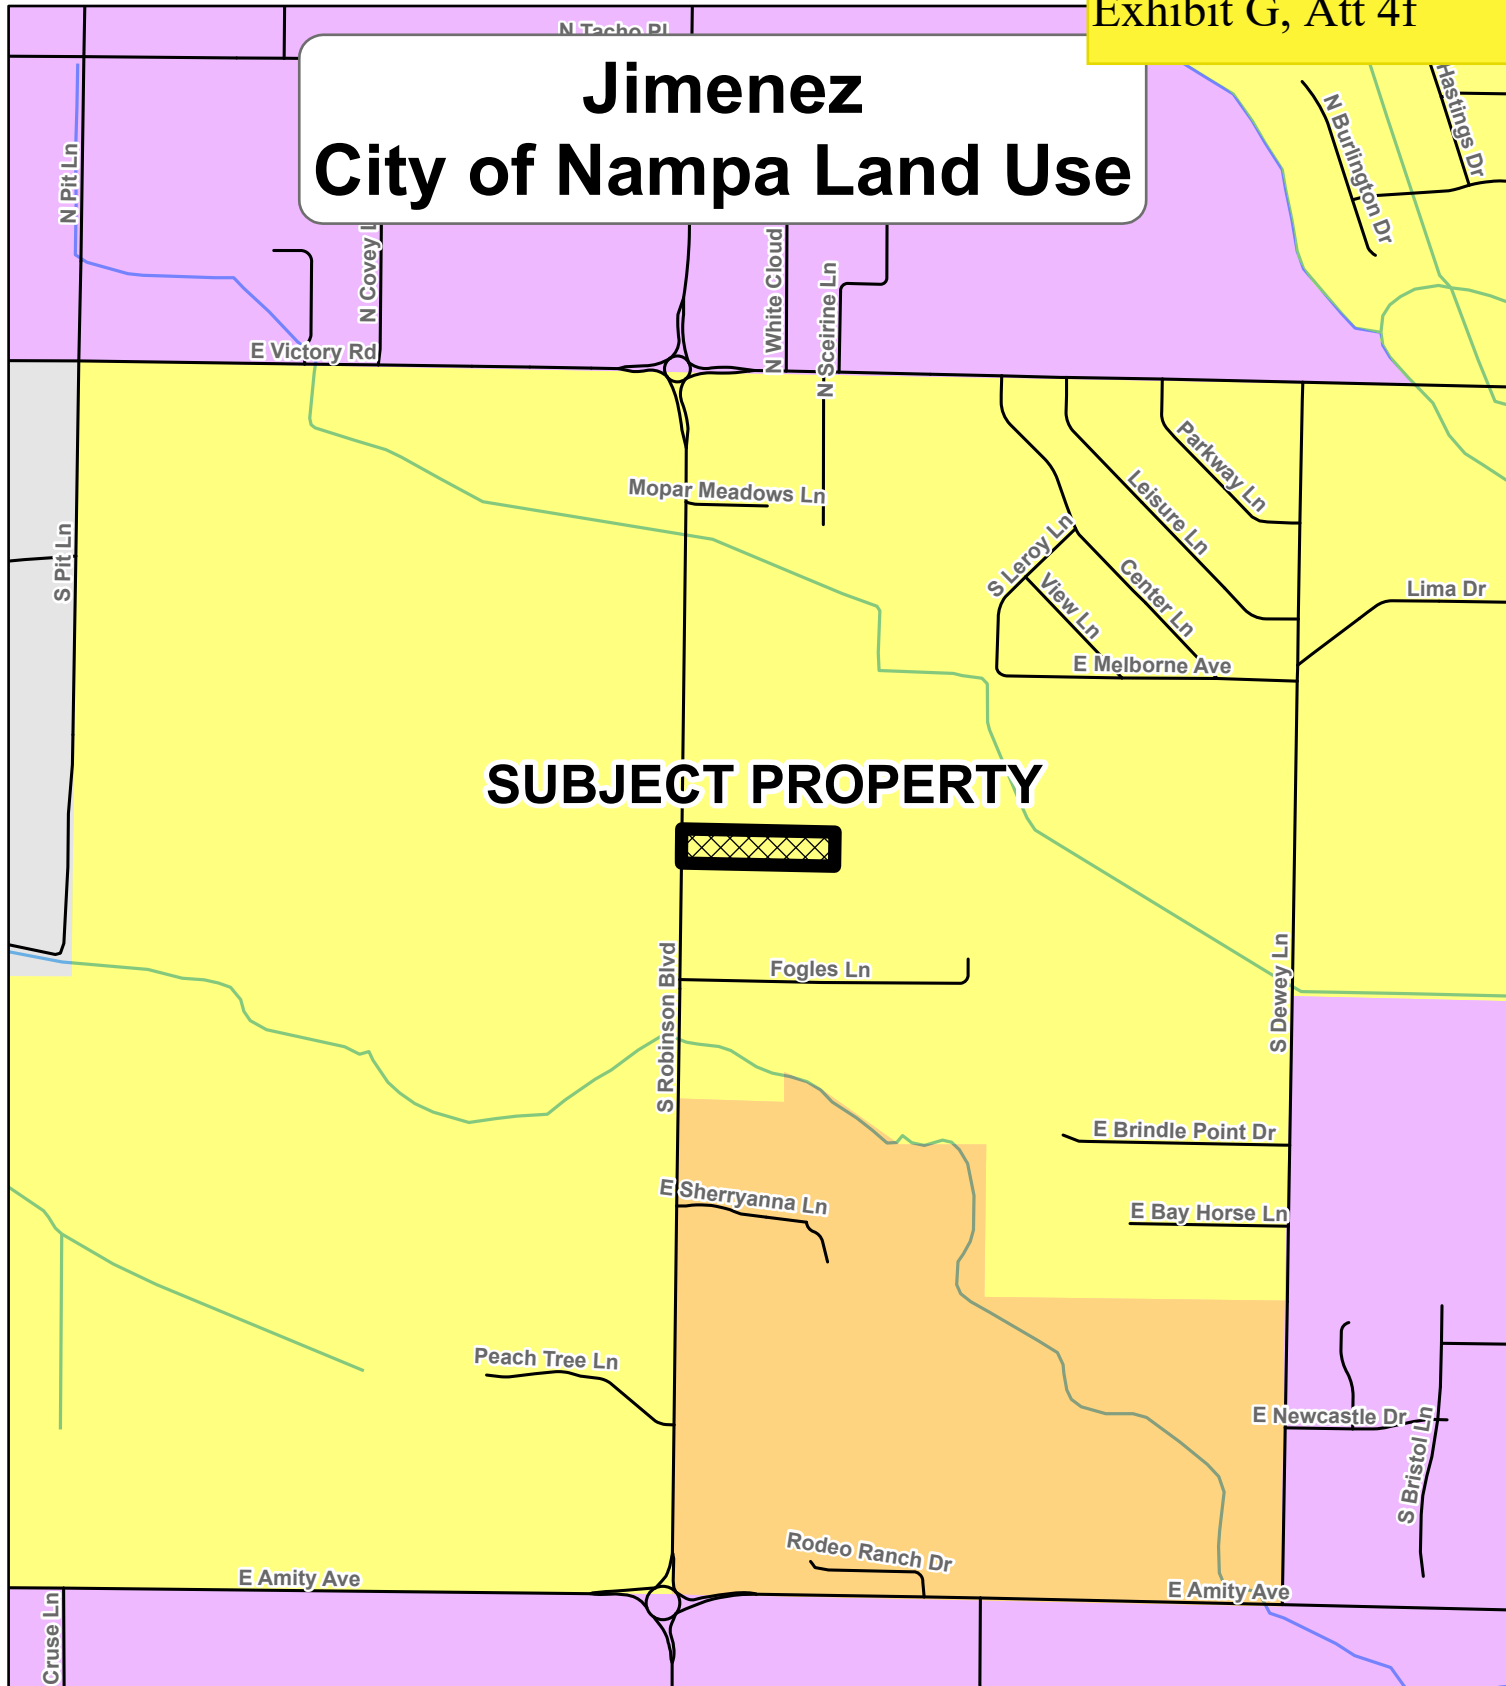 Exhibit G, Att 4f
N Tacho Pl
Jimenez
City of Nampa Land Use
Hastings Dr
N Burlington Dr
N Pit Ln
N Covey L
N White Cloud
N Sceirine Ln
E Victory Rd
Parkway Ln
Mopar Meadows Ln
Leisure Ln
S Pit Ln
S Leroy Ln
View Ln
Center Ln
Lima Dr
E Melborne Ave
SUBJECT PROPERTY
S Robinson Blvd
Fogles Ln
S Dewey Ln
E Brindle Point Dr
E Sherryanna Ln
E Bay Horse Ln
Peach Tree Ln
E Newcastle Dr
S Bristol Ln
Rodeo Ranch Dr
E Amity Ave
E Amity Ave
Cruse Ln